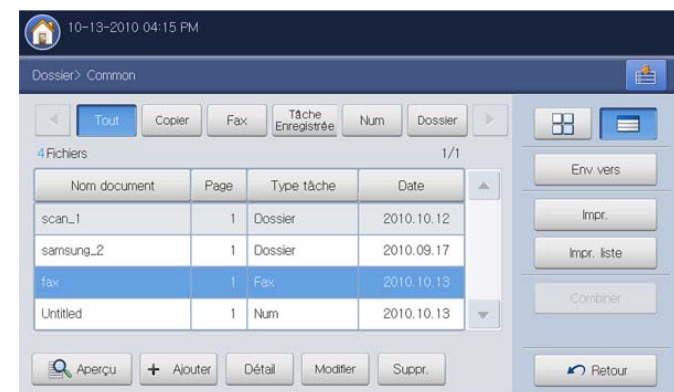 10-13-2010 04:15 PM
Dossier> Common
Tout Copier Fax Tâche Enregistrée Num Dossier
4 Fichiers 1/1
Nom document Page Type tâche Date
scan_1 1 Dossier 2010.10.12
samsung_2 1 Dossier 2010.09.17
fax 1 Fax 2010.10.13
Untitled 1 Num 2010.10.13
Aperçu + Ajouter Détail Modifier Suppr.
Env vers
Impr.
Impr. liste
Combiner
Retour